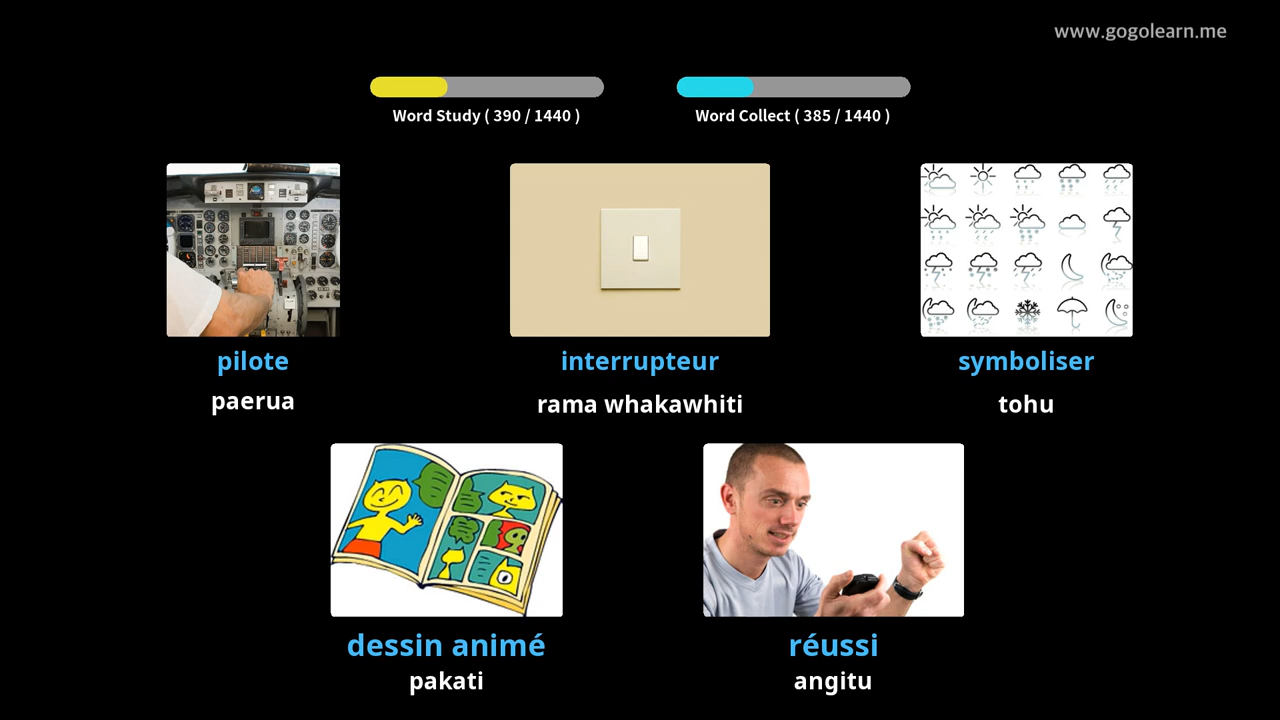 www.gogolearn.me
Word Study ( 390 / 1440 )
Word Collect ( 385 / 1440 )
pilote
interrupteur
symboliser
paerua
rama whakawhiti
tohu
dessin animé
réussi
pakati
angitu